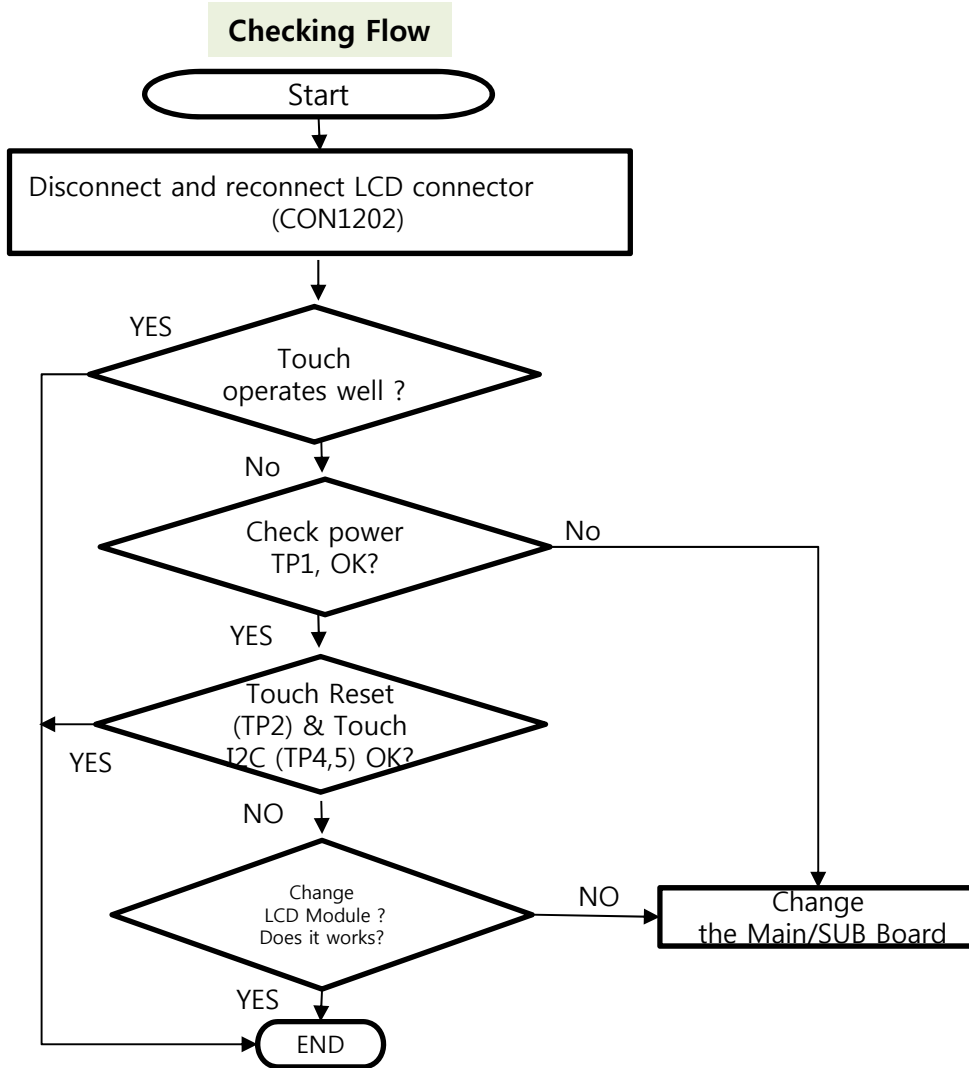 Checking Flow
Start
Disconnect and reconnect LCD connector
(CON1202)
YES
Touch
operates well ?
No
Check power
TP1, OK?
No
YES
Touch Reset
(TP2) & Touch
I2C (TP4,5) OK?
YES
NO
Change
LCD Module ?
Does it works?
NO
Change
the Main/SUB Board
YES
END